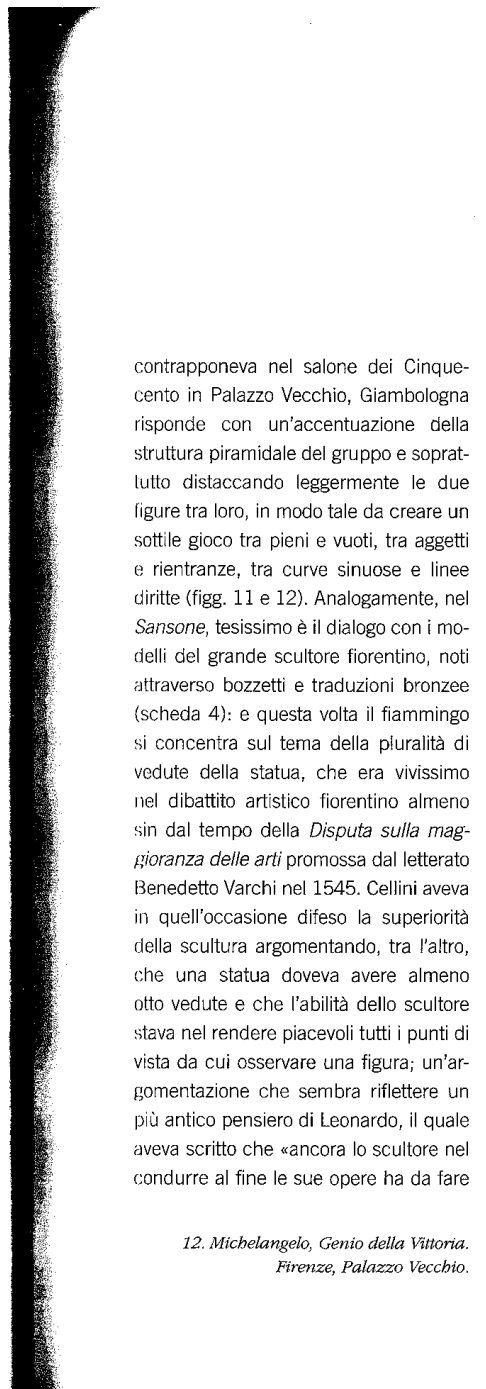 contrapponeva nel salone dei Cinque-
cento in Palazzo Vecchio, Giambologna
risponde con un'accentuazione della
struttura piramidale del gruppo e soprat-
tutto distaccando leggermente le due
figure tra loro, in modo tale da creare un
sottile gioco tra pieni e vuoti, tra aggetti
e rientranze, tra curve sinuose e linee
diritte (figg. 11 e 12). Analogamente, nel
Sansone, tesissimo è il dialogo con i mo-
delli del grande scultore fiorentino, noti
attraverso bozzetti e traduzioni bronzee
(scheda 4): e questa volta il fiammingo
si concentra sul tema della pluralità di
vedute della statua, che era vivissimo
nel dibattito artistico fiorentino almeno
sin dal tempo della Disputa sulla mag-
gioranza delle arti promossa dal letterato
Benedetto Varchi nel 1545. Cellini aveva
in quell'occasione difeso la superiorità
della scultura argomentando, tra l'altro,
che una statua doveva avere almeno
otto vedute e che l'abilità dello scultore
stava nel rendere piacevoli tutti i punti di
vista da cui osservare una figura; un'ar-
gomentazione che sembra riflettere un
più antico pensiero di Leonardo, il quale
aveva scritto che «ancora lo scultore nel
condurre al fine le sue opere ha da fare
12. Michelangelo, Genio della Vittoria.
Firenze, Palazzo Vecchio.